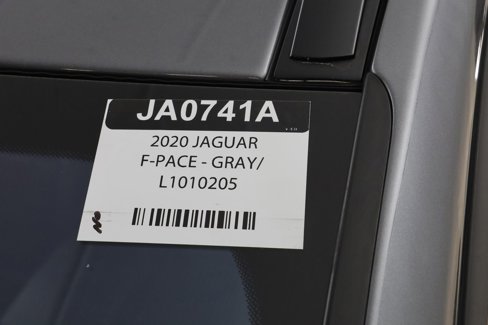 JA0741A
2020 JAGUAR
F-PACE - GRAY/
L1010205